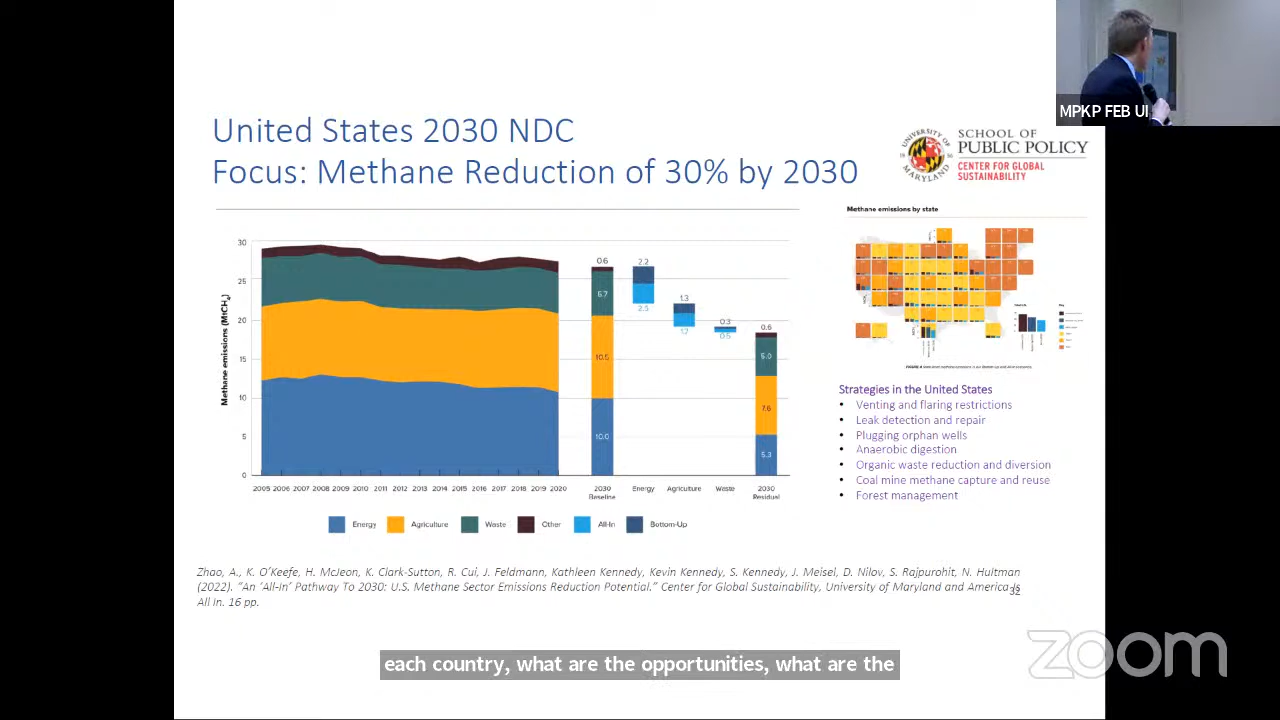 MPKP FEB UI
United States 2030 NDC
Focus: Methane Reduction of 30% by 2030
UNIVERSITY OF MARYLAND
18 56
SCHOOL OF
PUBLIC POLICY
CENTER FOR GLOBAL
SUSTAINABILITY
Methane emissions (MtCH4)
30
25
20
15
10
5
0
0.6
5.7
10.5
10.0
2.2
2.5
1.3
1.7
0.3
0.5
0.6
5.0
7.6
5.3
2005 2006 2007 2008 2009 2010 2011 2012 2013 2014 2015 2016 2017 2018 2019 2020
2030 Baseline
Energy
Agriculture
Waste
2030 Residual
Energy
Agriculture
Waste
Other
All-In
Bottom-Up
Methane emissions by state
Strategies in the United States
• Venting and flaring restrictions
• Leak detection and repair
• Plugging orphan wells
• Anaerobic digestion
• Organic waste reduction and diversion
• Coal mine methane capture and reuse
• Forest management
Zhao, A., K. O'Keefe, H. McJeon, K. Clark-Sutton, R. Cui, J. Feldmann, Kathleen Kennedy, Kevin Kennedy, S. Kennedy, J. Meisel, D. Nilov, S. Rajpurohit, N. Hultman
(2022). "An 'All-In' Pathway To 2030: U.S. Methane Sector Emissions Reduction Potential." Center for Global Sustainability, University of Maryland and America Is
All In. 16 pp.
32
each country, what are the opportunities, what are the
zoom